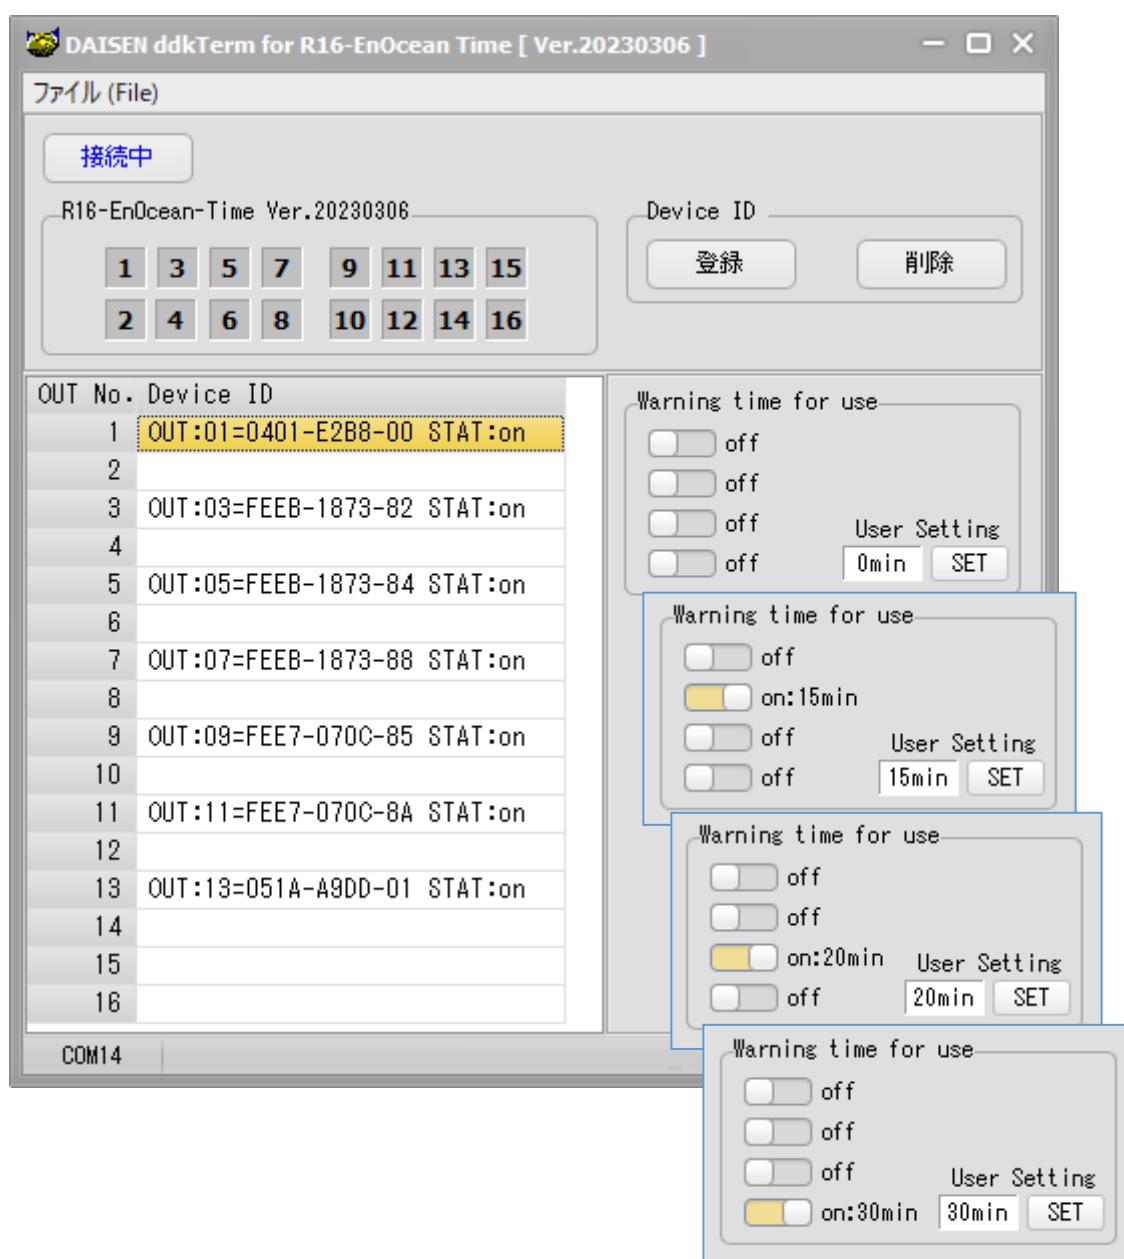 DAISEN ddkTerm for R16-EnOcean Time [ Ver.20230306 ]
ファイル (File)
接続中
R16-EnOcean-Time Ver.20230306
1 3 5 7 9 11 13 15
2 4 6 8 10 12 14 16
Device ID
登録 削除
OUT No. Device ID
1 OUT:01=0401-E2B8-00 STAT:on
2
3 OUT:03=FEEB-1873-82 STAT:on
4
5 OUT:05=FEEB-1873-84 STAT:on
6
7 OUT:07=FEEB-1873-88 STAT:on
8
9 OUT:09=FEE7-070C-85 STAT:on
10
11 OUT:11=FEE7-070C-8A STAT:on
12
13 OUT:13=051A-A9DD-01 STAT:on
14
15
16
Warning time for use
off
off
off
User Setting
off
0min SET
Warning time for use
off
on:15min
off
User Setting
off
15min SET
Warning time for use
off
off
on:20min
User Setting
off
20min SET
Warning time for use
off
off
off
User Setting
on:30min
30min SET
COM14